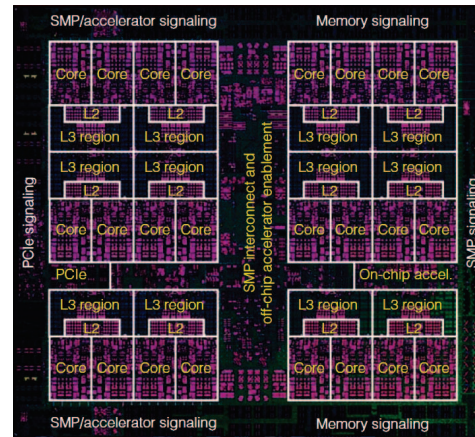 SMP/accelerator signaling
Memory signaling
Core Core Core Core
Core Core Core Core
L2 L2
L2 L2
L3 region L3 region
L3 region L3 region
L3 region L3 region
L3 region L3 region
L2 L2
L2 L2
Core Core Core Core
Core Core Core Core
PCIe signaling
SMP interconnect and
off-chip accelerator enablement
SMP signaling
PCIe
On-chip accel.
L3 region L3 region
L3 region L3 region
L2 L2
L2 L2
Core Core Core Core
Core Core Core Core
SMP/accelerator signaling
Memory signaling